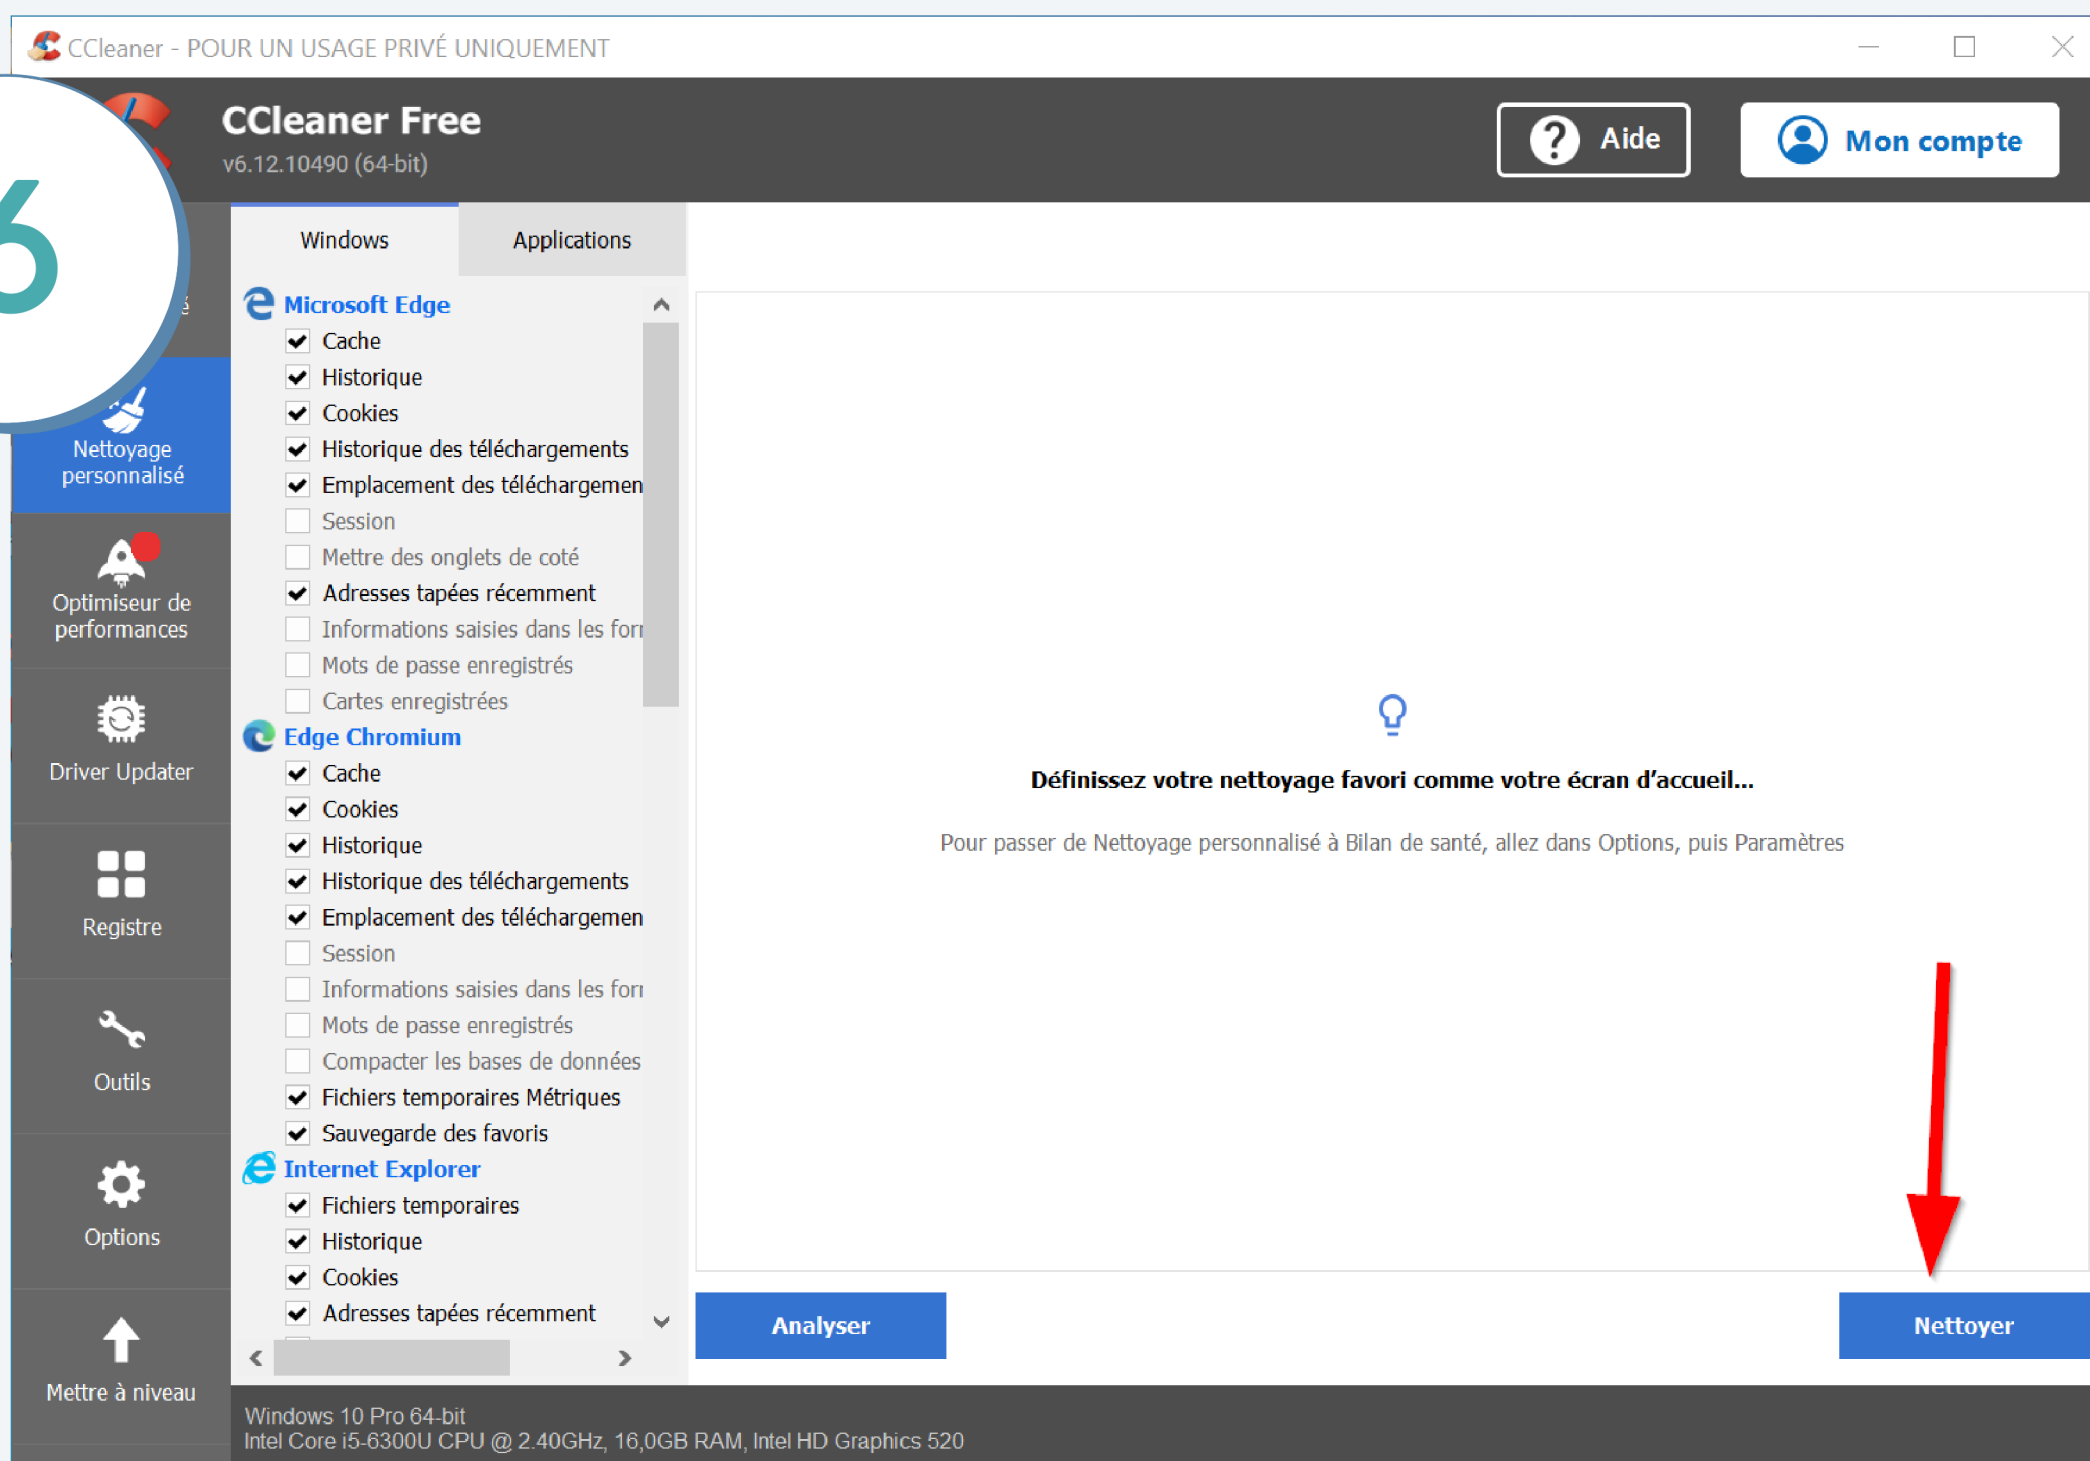 CCleaner - POUR UN USAGE PRIVÉ UNIQUEMENT
CCleaner Free
v6.12.10490 (64-bit)
Aide
Mon compte
6
Windows
Applications
Microsoft Edge
Cache
Historique
Cookies
Historique des téléchargements
Emplacement des téléchargemen
Session
Mettre des onglets de coté
Adresses tapées récemment
Informations saisies dans les for
Mots de passe enregistrés
Cartes enregistrées
Edge Chromium
Cache
Cookies
Historique
Historique des téléchargements
Emplacement des téléchargemen
Session
Informations saisies dans les for
Mots de passe enregistrés
Compacter les bases de données
Fichiers temporaires Métriques
Sauvegarde des favoris
Internet Explorer
Fichiers temporaires
Historique
Cookies
Adresses tapées récemment
Nettoyage
personnalisé
Optimiseur de
performances
Driver Updater
Registre
Outils
Options
Mettre à niveau
Définissez votre nettoyage favori comme votre écran d'accueil...
Pour passer de Nettoyage personnalisé à Bilan de santé, allez dans Options, puis Paramètres
Analyser
Nettoyer
Windows 10 Pro 64-bit
Intel Core i5-6300U CPU @ 2.40GHz, 16,0GB RAM, Intel HD Graphics 520